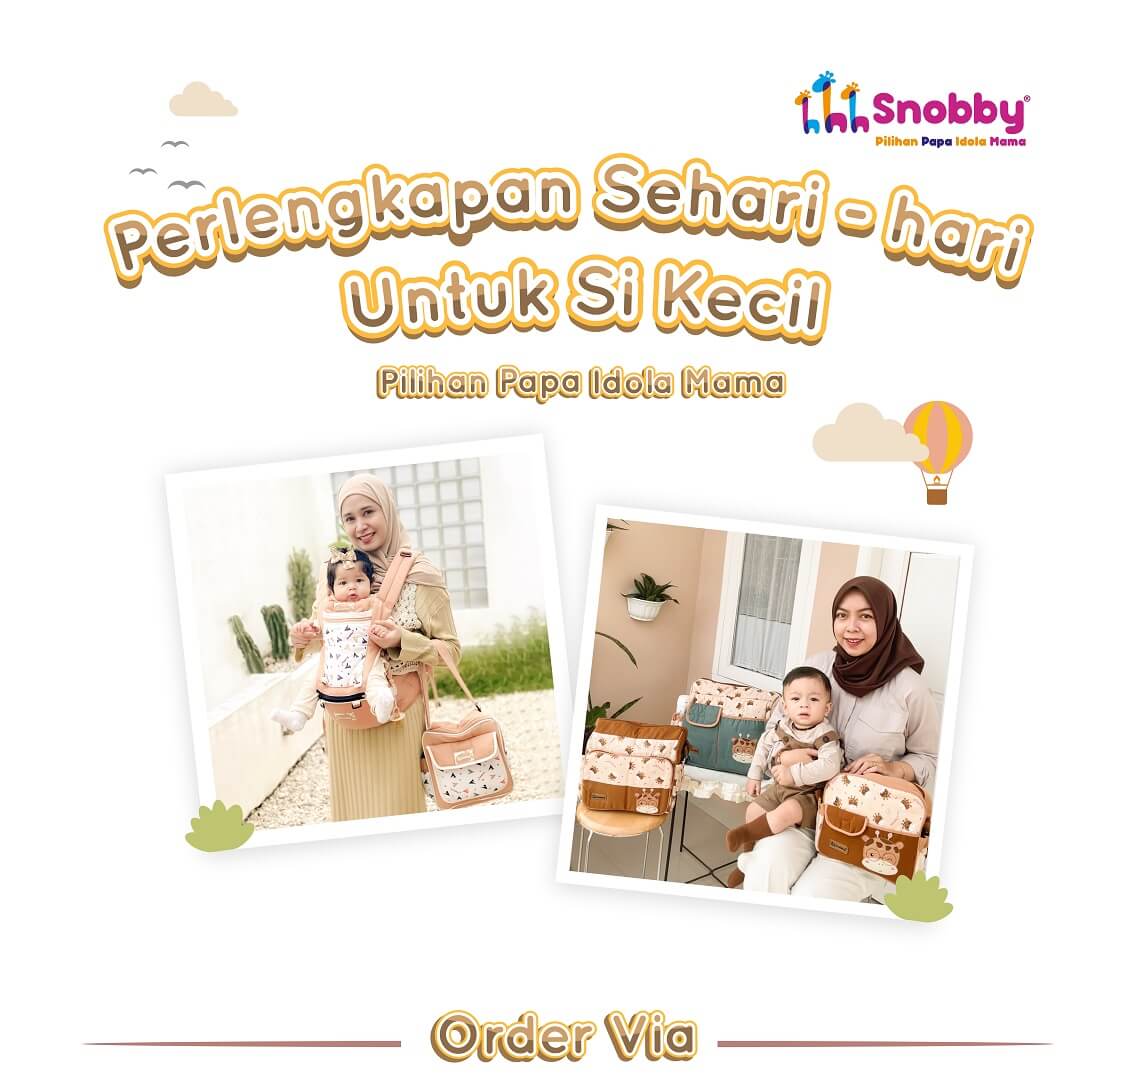 Snobby®
Pilihan Papa Idola Mama
Perlengkapan Sehari - hari
Untuk Si Kecil
Pilihan Papa Idola Mama
Order Via